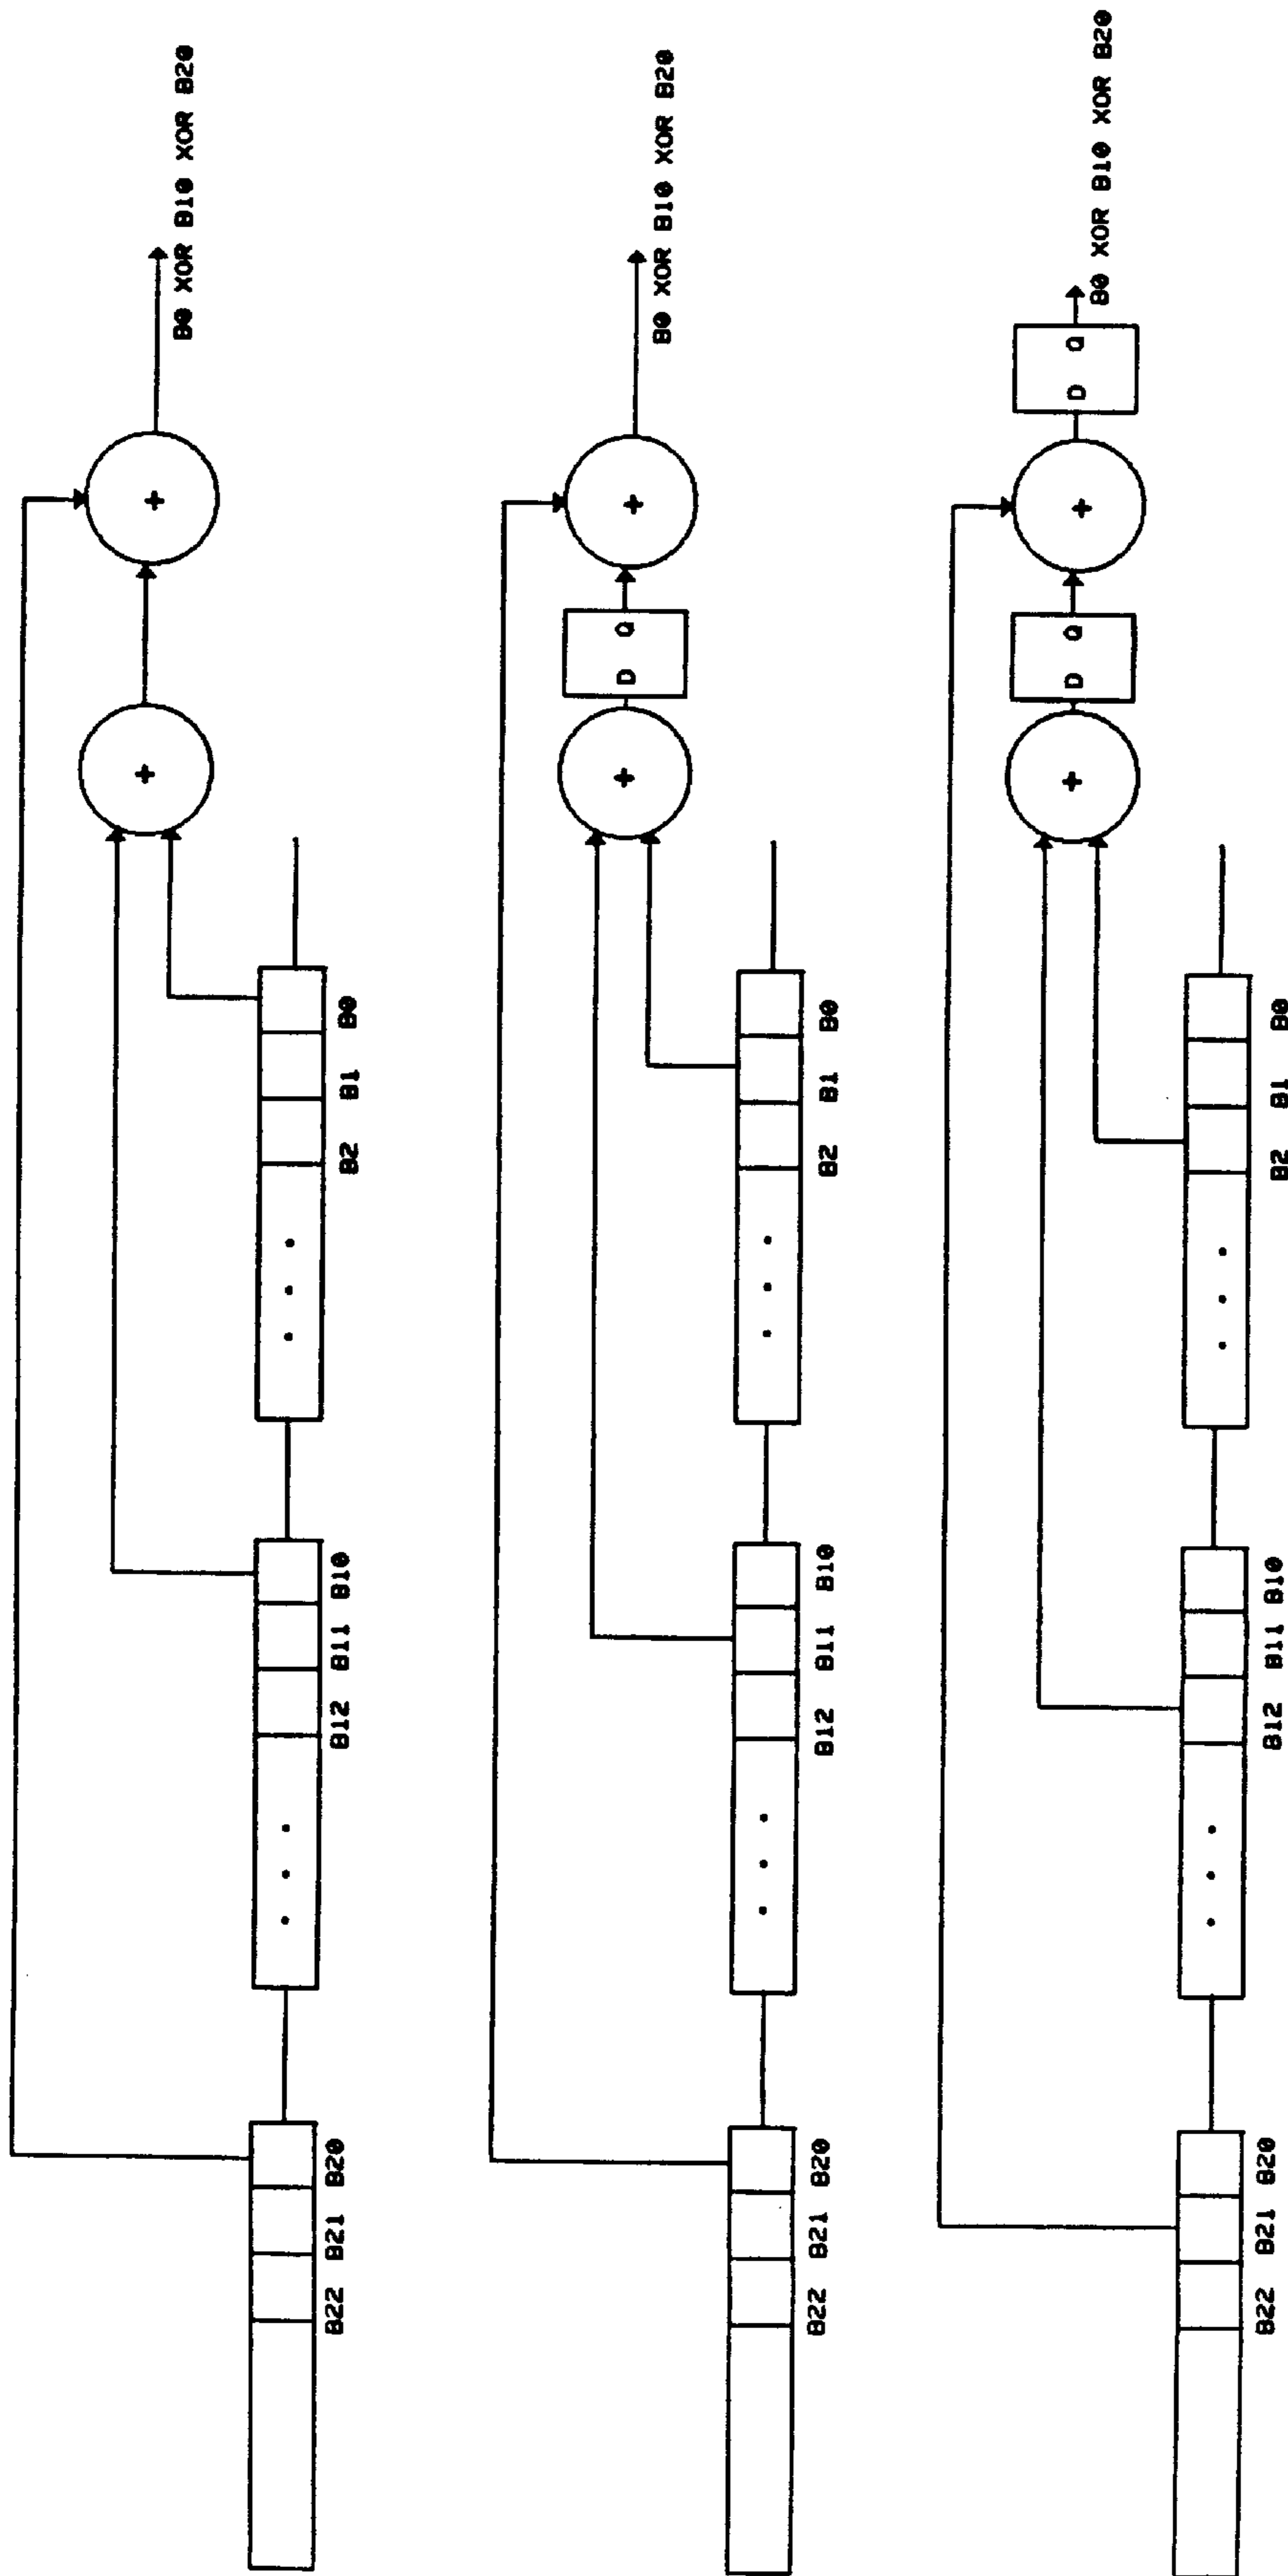 + + B0 XOR B10 XOR B20
B22 B21 B20 B12 B11 B10 B2 B1 B0
+ D Q + B0 XOR B10 XOR B20
B22 B21 B20 B12 B11 B10 B2 B1 B0
+ D Q + D Q B0 XOR B10 XOR B20
B22 B21 B20 B12 B11 B10 B2 B1 B0